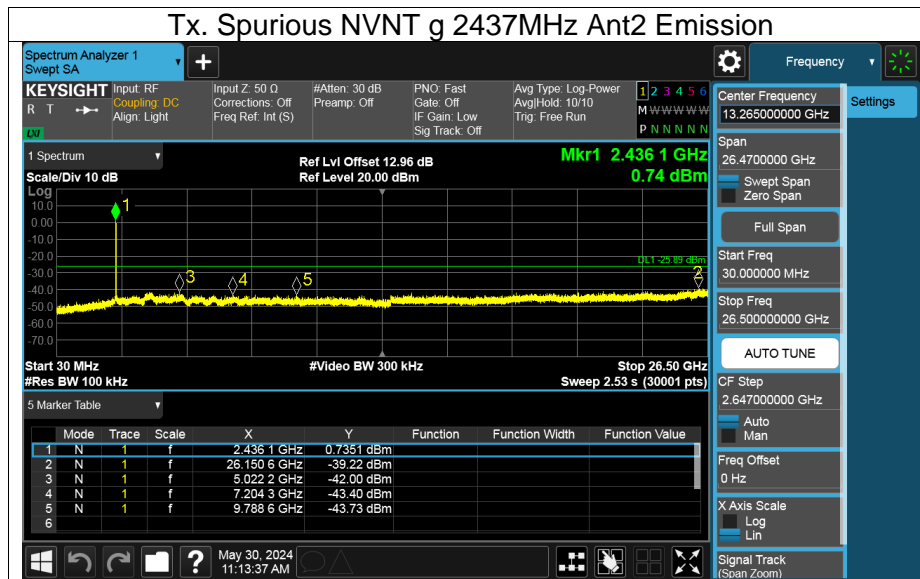 Tx. Spurious NVNT g 2437MHz Ant2 Emission
Spectrum Analyzer 1
Swept SA
+
Frequency
KEYSIGHT
R T
LXI
Input: RF
Coupling: DC
Align: Light
Input Z: 50 Ω
Corrections: Off
Freq Ref: Int (S)
#Atten: 30 dB
Preamp: Off
PNO: Fast
Gate: Off
IF Gain: Low
Sig Track: Off
Avg Type: Log-Power
Avg|Hold: 10/10
Trig: Free Run
1 2 3 4 5 6
M W W W W W
P N N N N N
1 Spectrum
Scale/Div 10 dB
Ref Lvl Offset 12.96 dB
Ref Level 20.00 dBm
Mkr1 2.436 1 GHz
0.74 dBm
Log
10.0
0.00
-10.0
-20.0
-30.0
-40.0
-50.0
-60.0
-70.0
1
3
4
5
2
DL1 -25.89 dBm
Start 30 MHz
#Res BW 100 kHz
#Video BW 300 kHz
Stop 26.50 GHz
Sweep 2.53 s (30001 pts)
5 Marker Table
Mode Trace Scale X Y Function Function Width Function Value
1 N 1 f 2.436 1 GHz 0.7351 dBm
2 N 1 f 26.150 6 GHz -39.22 dBm
3 N 1 f 5.022 2 GHz -42.00 dBm
4 N 1 f 7.204 3 GHz -43.40 dBm
5 N 1 f 9.788 6 GHz -43.73 dBm
6
?
May 30, 2024
11:13:37 AM
Center Frequency
13.265000000 GHz
Span
26.4700000 GHz
Swept Span
Zero Span
Full Span
Start Freq
30.000000 MHz
Stop Freq
26.500000000 GHz
AUTO TUNE
CF Step
2.647000000 GHz
Auto
Man
Freq Offset
0 Hz
X Axis Scale
Log
Lin
Signal Track
(Span Zoom)
Settings